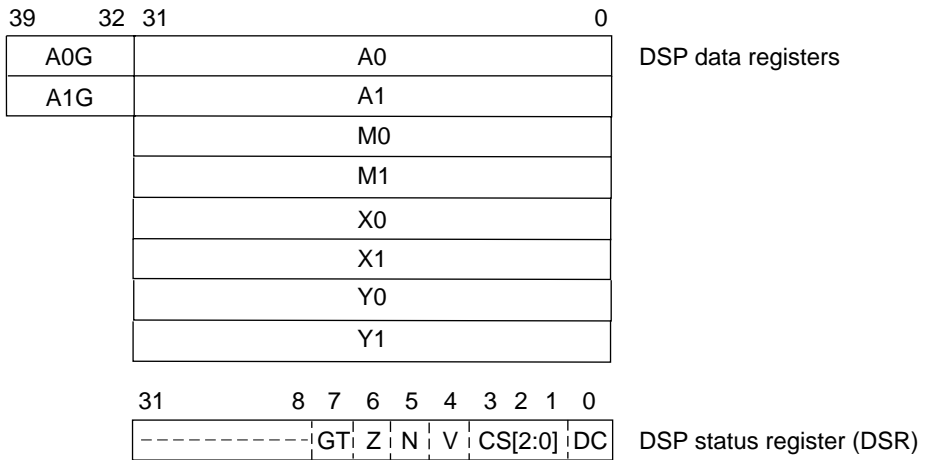 39 32 31 0
A0G A0 DSP data registers
A1G A1
M0
M1
X0
X1
Y0
Y1
31 8 7 6 5 4 3 2 1 0
GT Z N V CS[2:0] DC DSP status register (DSR)